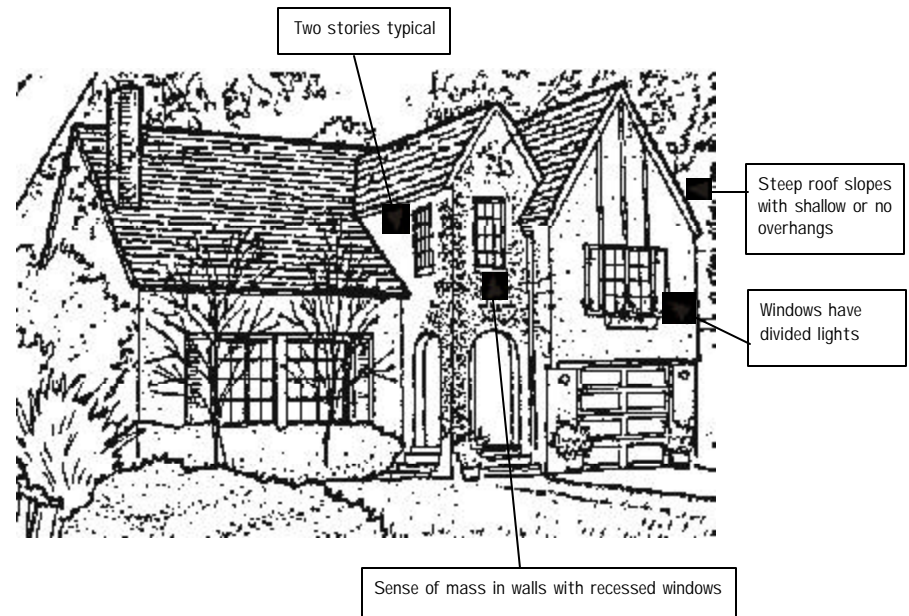 Two stories typical
Steep roof slopes
with shallow or no
overhangs
Windows have
divided lights
Sense of mass in walls with recessed windows